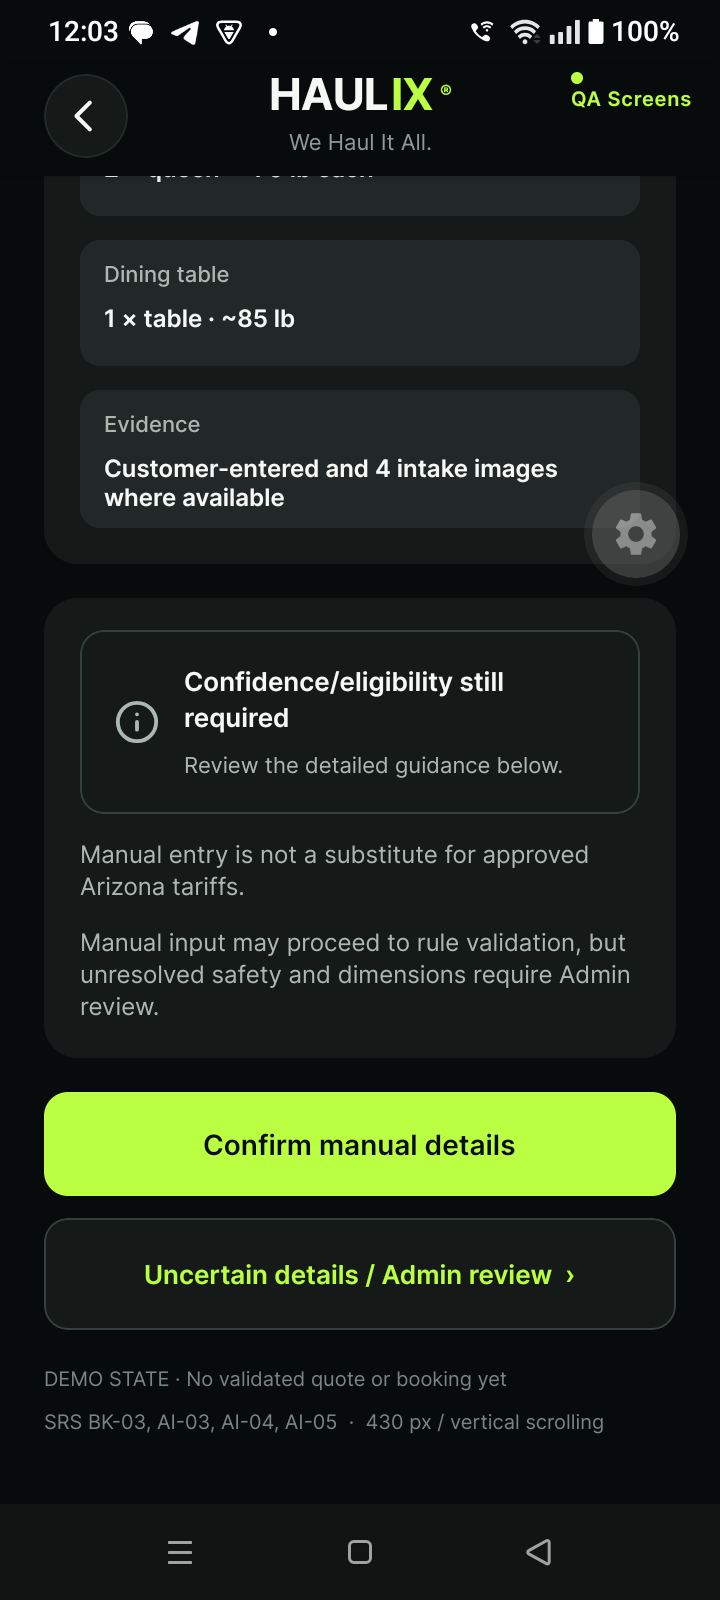 12:03
100%
HAULIX ®
QA Screens
We Haul It All.
Dining table
1 × table · ~85 lb
Evidence
Customer-entered and 4 intake images
where available
Confidence/eligibility still
required
Review the detailed guidance below.
Manual entry is not a substitute for approved
Arizona tariffs.
Manual input may proceed to rule validation, but
unresolved safety and dimensions require Admin
review.
Confirm manual details
Uncertain details / Admin review ›
DEMO STATE · No validated quote or booking yet
SRS BK-03, AI-03, AI-04, AI-05 · 430 px / vertical scrolling